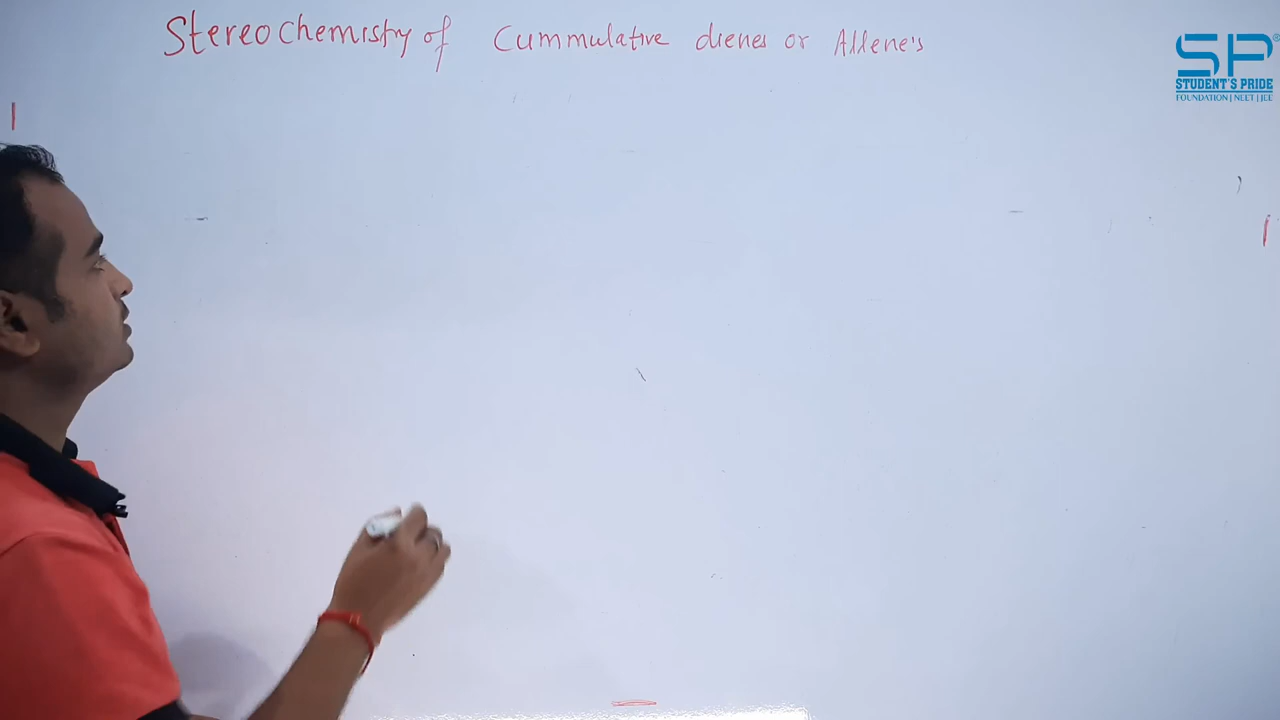 Stereochemistry of Cummulative dienes or Allene's
SP®
STUDENT'S PRIDE
FOUNDATION | NEET | JEE